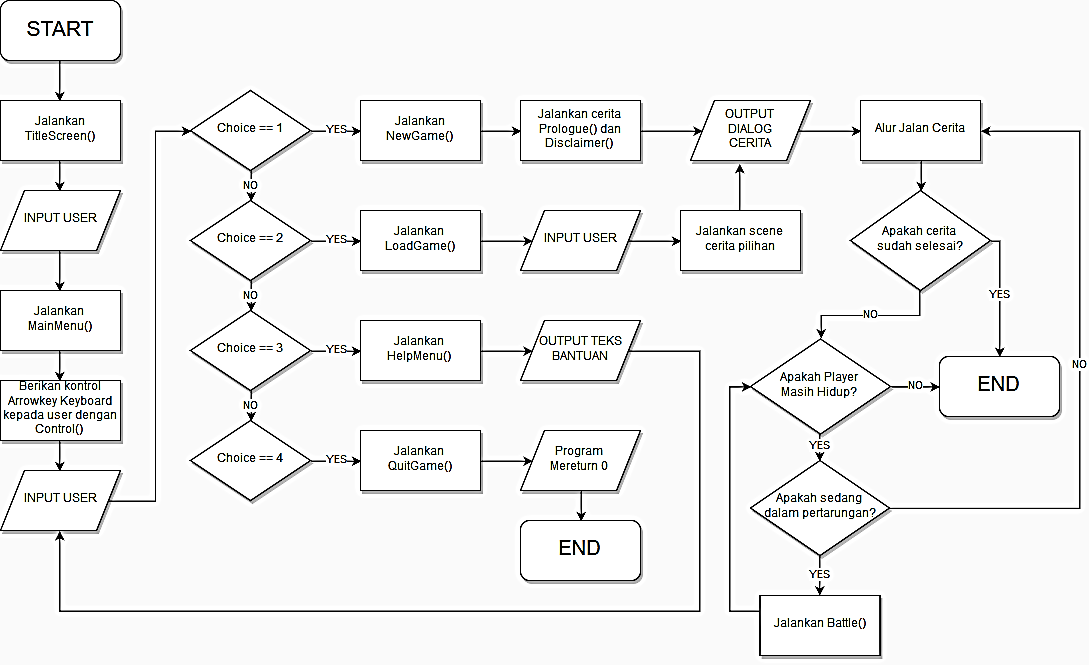 START
Jalankan
TitleScreen()
INPUT USER
Jalankan
MainMenu()
Berikan kontrol
Arrowkey Keyboard
kepada user dengan
Control()
INPUT USER
Choice == 1
YES
Jalankan
NewGame()
Jalankan cerita
Prologue() dan
Disclaimer()
OUTPUT
DIALOG
CERITA
Alur Jalan Cerita
NO
Choice == 2
YES
Jalankan
LoadGame()
INPUT USER
Jalankan scene
cerita pilihan
NO
Choice == 3
YES
Jalankan
HelpMenu()
OUTPUT TEKS
BANTUAN
NO
Choice == 4
YES
Jalankan
QuitGame()
Program
Mereturn 0
END
Apakah cerita
sudah selesai?
YES
NO
Apakah Player
Masih Hidup?
NO
END
YES
Apakah sedang
dalam pertarungan?
NO
YES
Jalankan Battle()